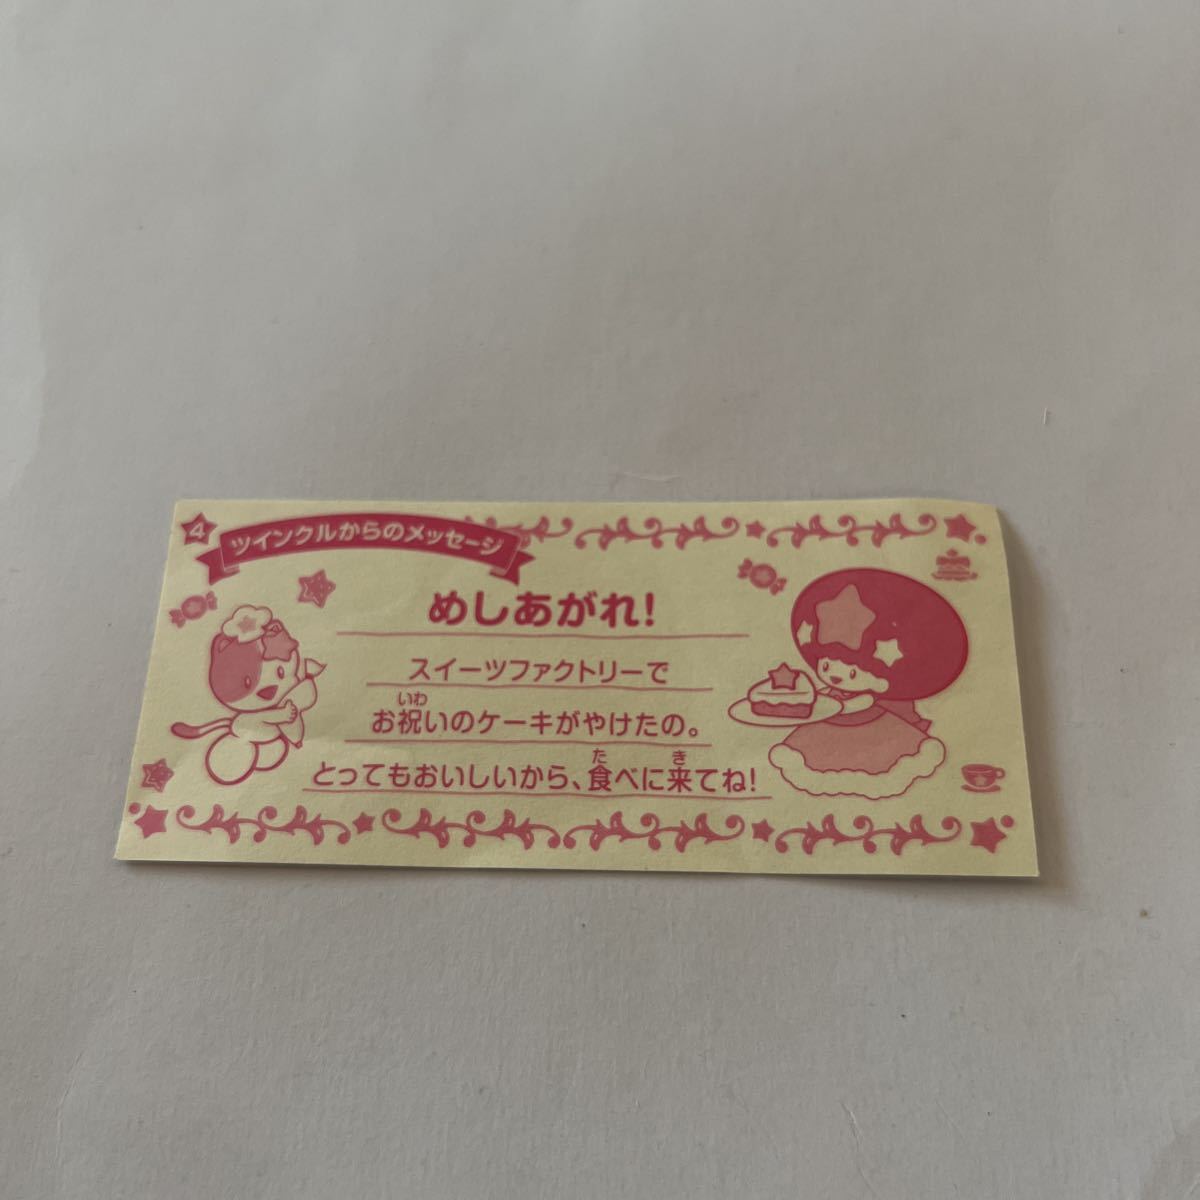 4
ツインクルからのメッセージ
めしあがれ!
スイーツファクトリーで
お祝いのケーキがやけたの。
いわ
とってもおいしいから、食べに来てね!
た き